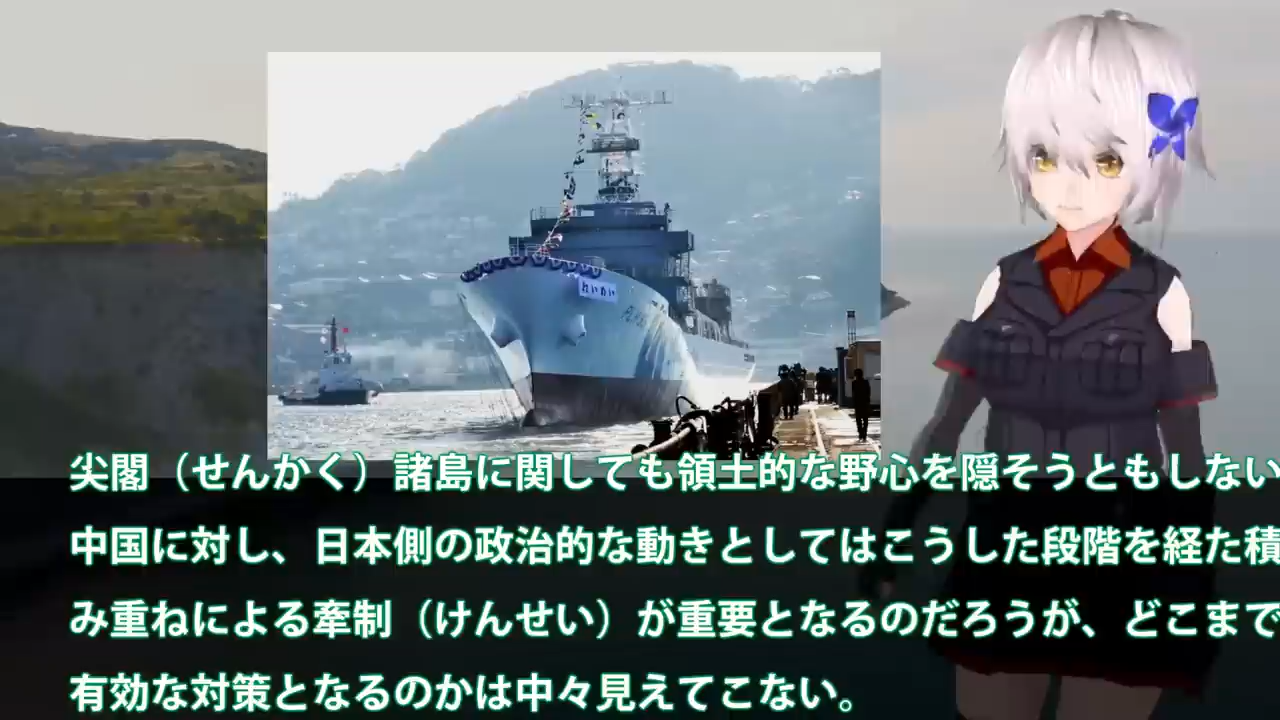 れいめい
尖閣（せんかく）諸島に関しても領土的な野心を隠そうともしない
中国に対し、日本側の政治的な動きとしてはこうした段階を経た積
み重ねによる牽制（けんせい）が重要となるのだろうが、どこまで
有効な対策となるのかは中々見えてこない。